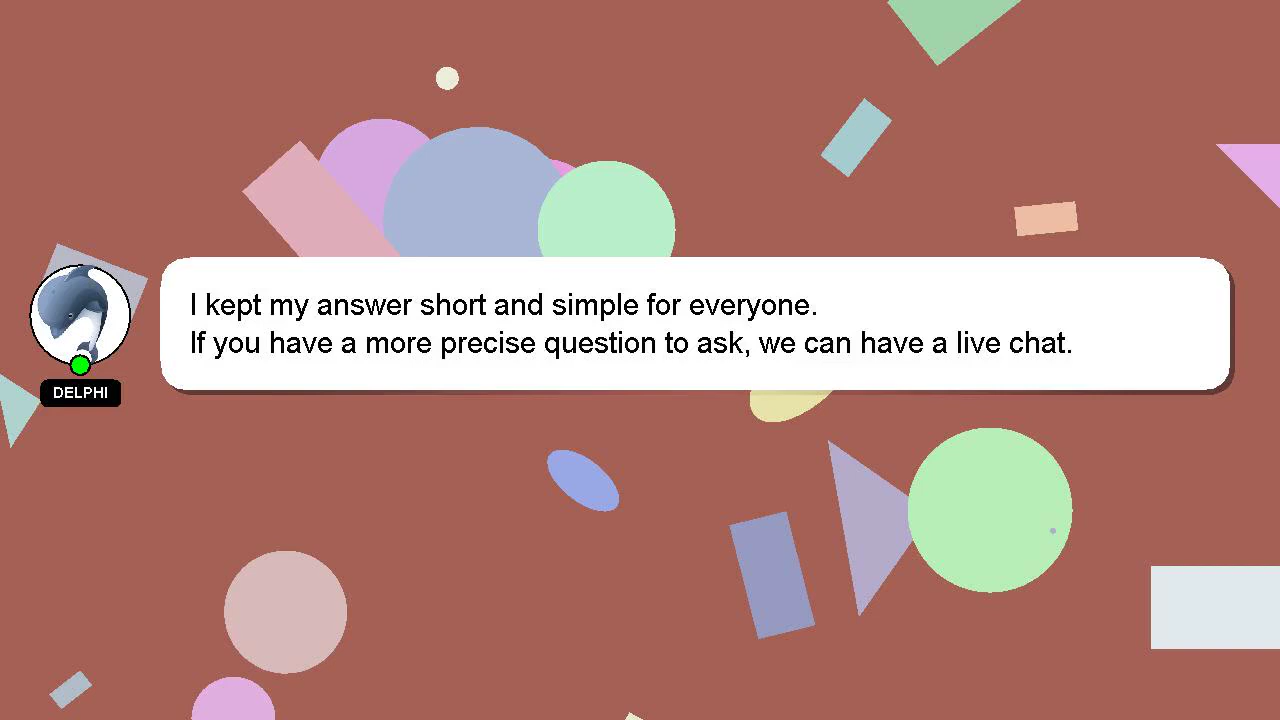 I kept my answer short and simple for everyone.
If you have a more precise question to ask, we can have a live chat.
DELPHI